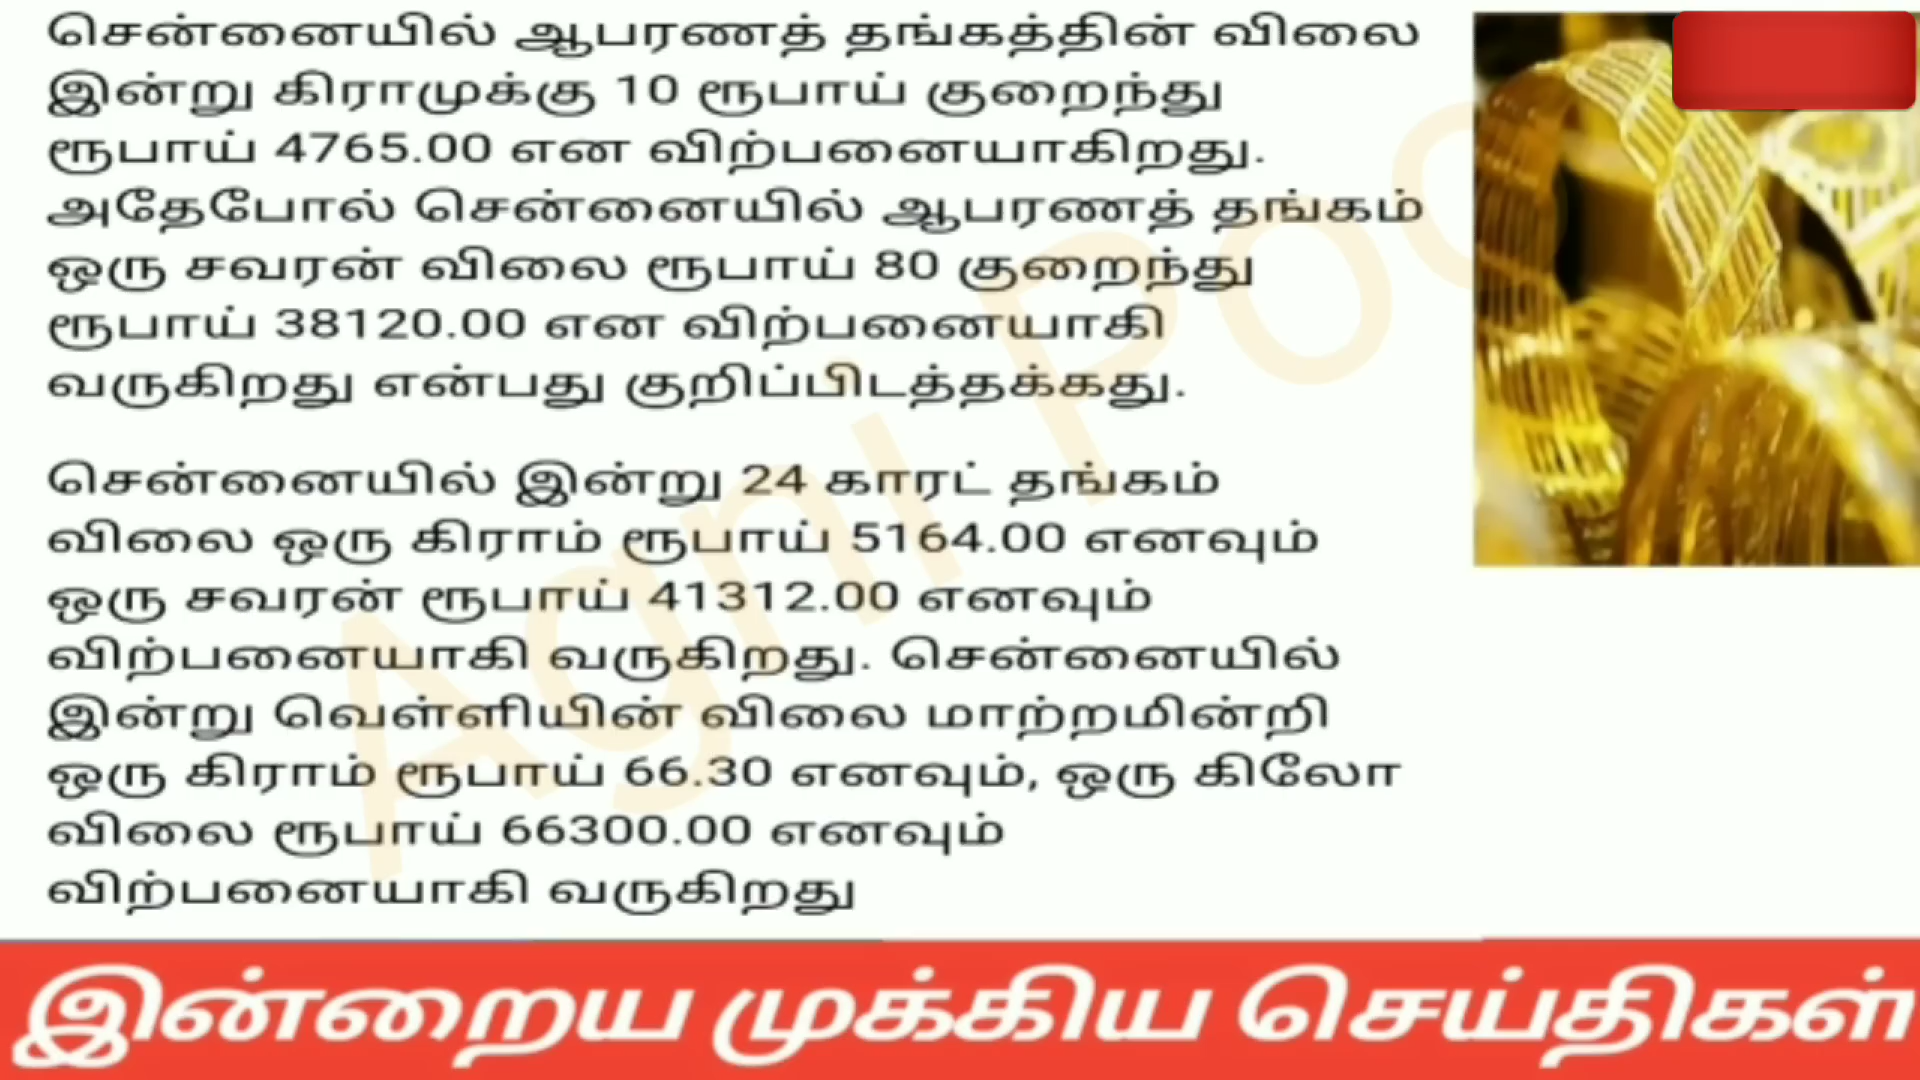 சென்னையில் ஆபரணத் தங்கத்தின் விலை
இன்று கிராமுக்கு 10 ரூபாய் குறைந்து
ரூபாய் 4765.00 என விற்பனையாகிறது.
அதேபோல் சென்னையில் ஆபரணத் தங்கம்
ஒரு சவரன் விலை ரூபாய் 80 குறைந்து
ரூபாய் 38120.00 என விற்பனையாகி
வருகிறது என்பது குறிப்பிடத்தக்கது.
சென்னையில் இன்று 24 காரட் தங்கம்
விலை ஒரு கிராம் ரூபாய் 5164.00 எனவும்
ஒரு சவரன் ரூபாய் 41312.00 எனவும்
விற்பனையாகி வருகிறது. சென்னையில்
இன்று வெள்ளியின் விலை மாற்றமின்றி
ஒரு கிராம் ரூபாய் 66.30 எனவும், ஒரு கிலோ
விலை ரூபாய் 66300.00 எனவும்
விற்பனையாகி வருகிறது
Agni
இன்றைய முக்கிய செய்திகள்